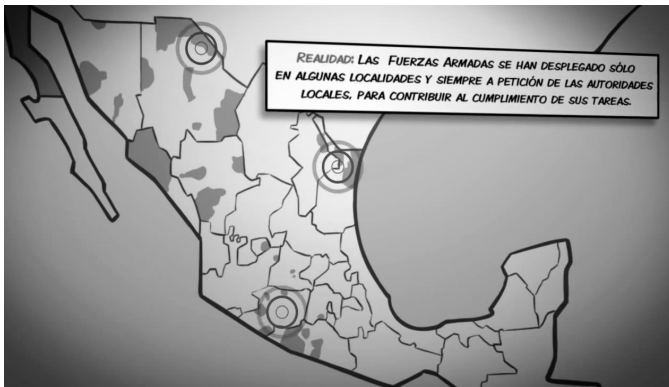 REALIDAD: LAS FUERZAS ARMADAS SE HAN DESPLEGADO SÓLO
EN ALGUNAS LOCALIDADES Y SIEMPRE A PETICIÓN DE LAS AUTORIDADES
LOCALES, PARA CONTRIBUIR AL CUMPLIMIENTO DE SUS TAREAS.